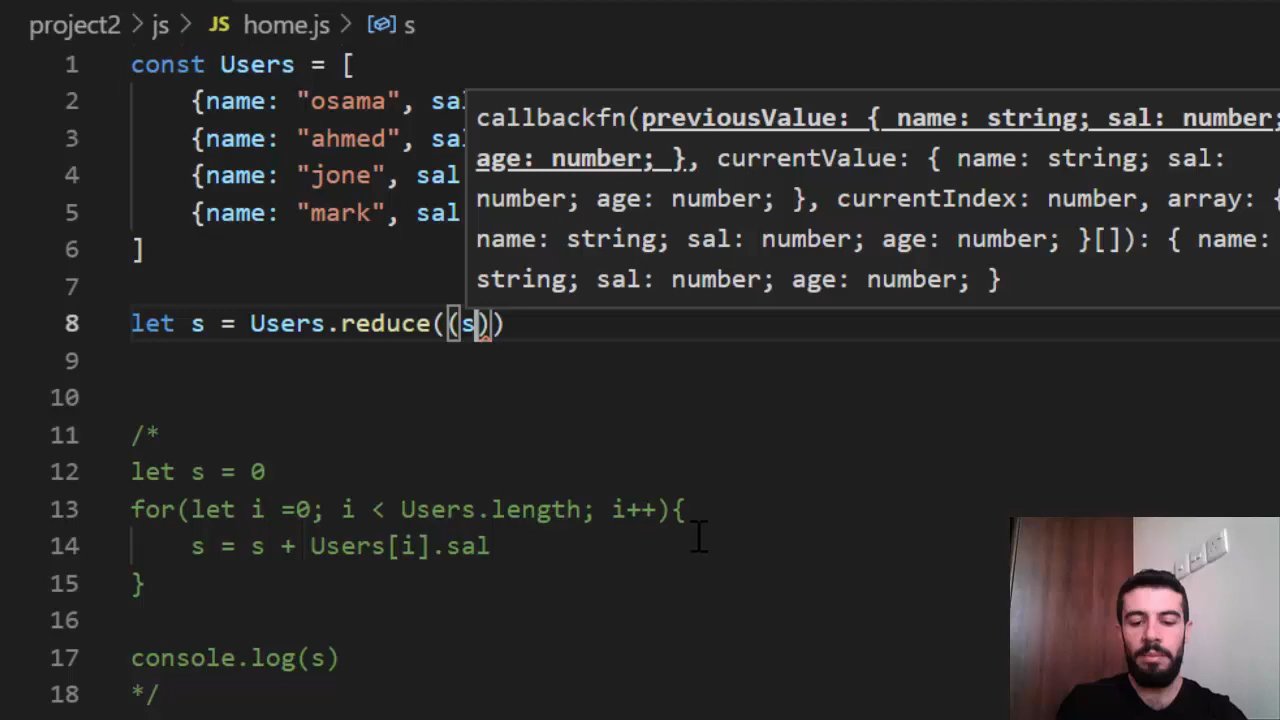 project2 > js > JS home.js > s
1 const Users = [
2 {name: "osama", sal
3 {name: "ahmed", sal
4 {name: "jone", sal
5 {name: "mark", sal
6 ]
7
8 let s = Users.reduce((s))
9
10
11 /*
12 let s = 0
13 for(let i =0; i < Users.length; i++){
14 s = s + Users[i].sal
15 }
16
17 console.log(s)
18 */
callbackfn(previousValue: { name: string; sal: number;
age: number; }, currentValue: { name: string; sal:
number; age: number; }, currentIndex: number, array: {
name: string; sal: number; age: number; }[]): { name:
string; sal: number; age: number; }